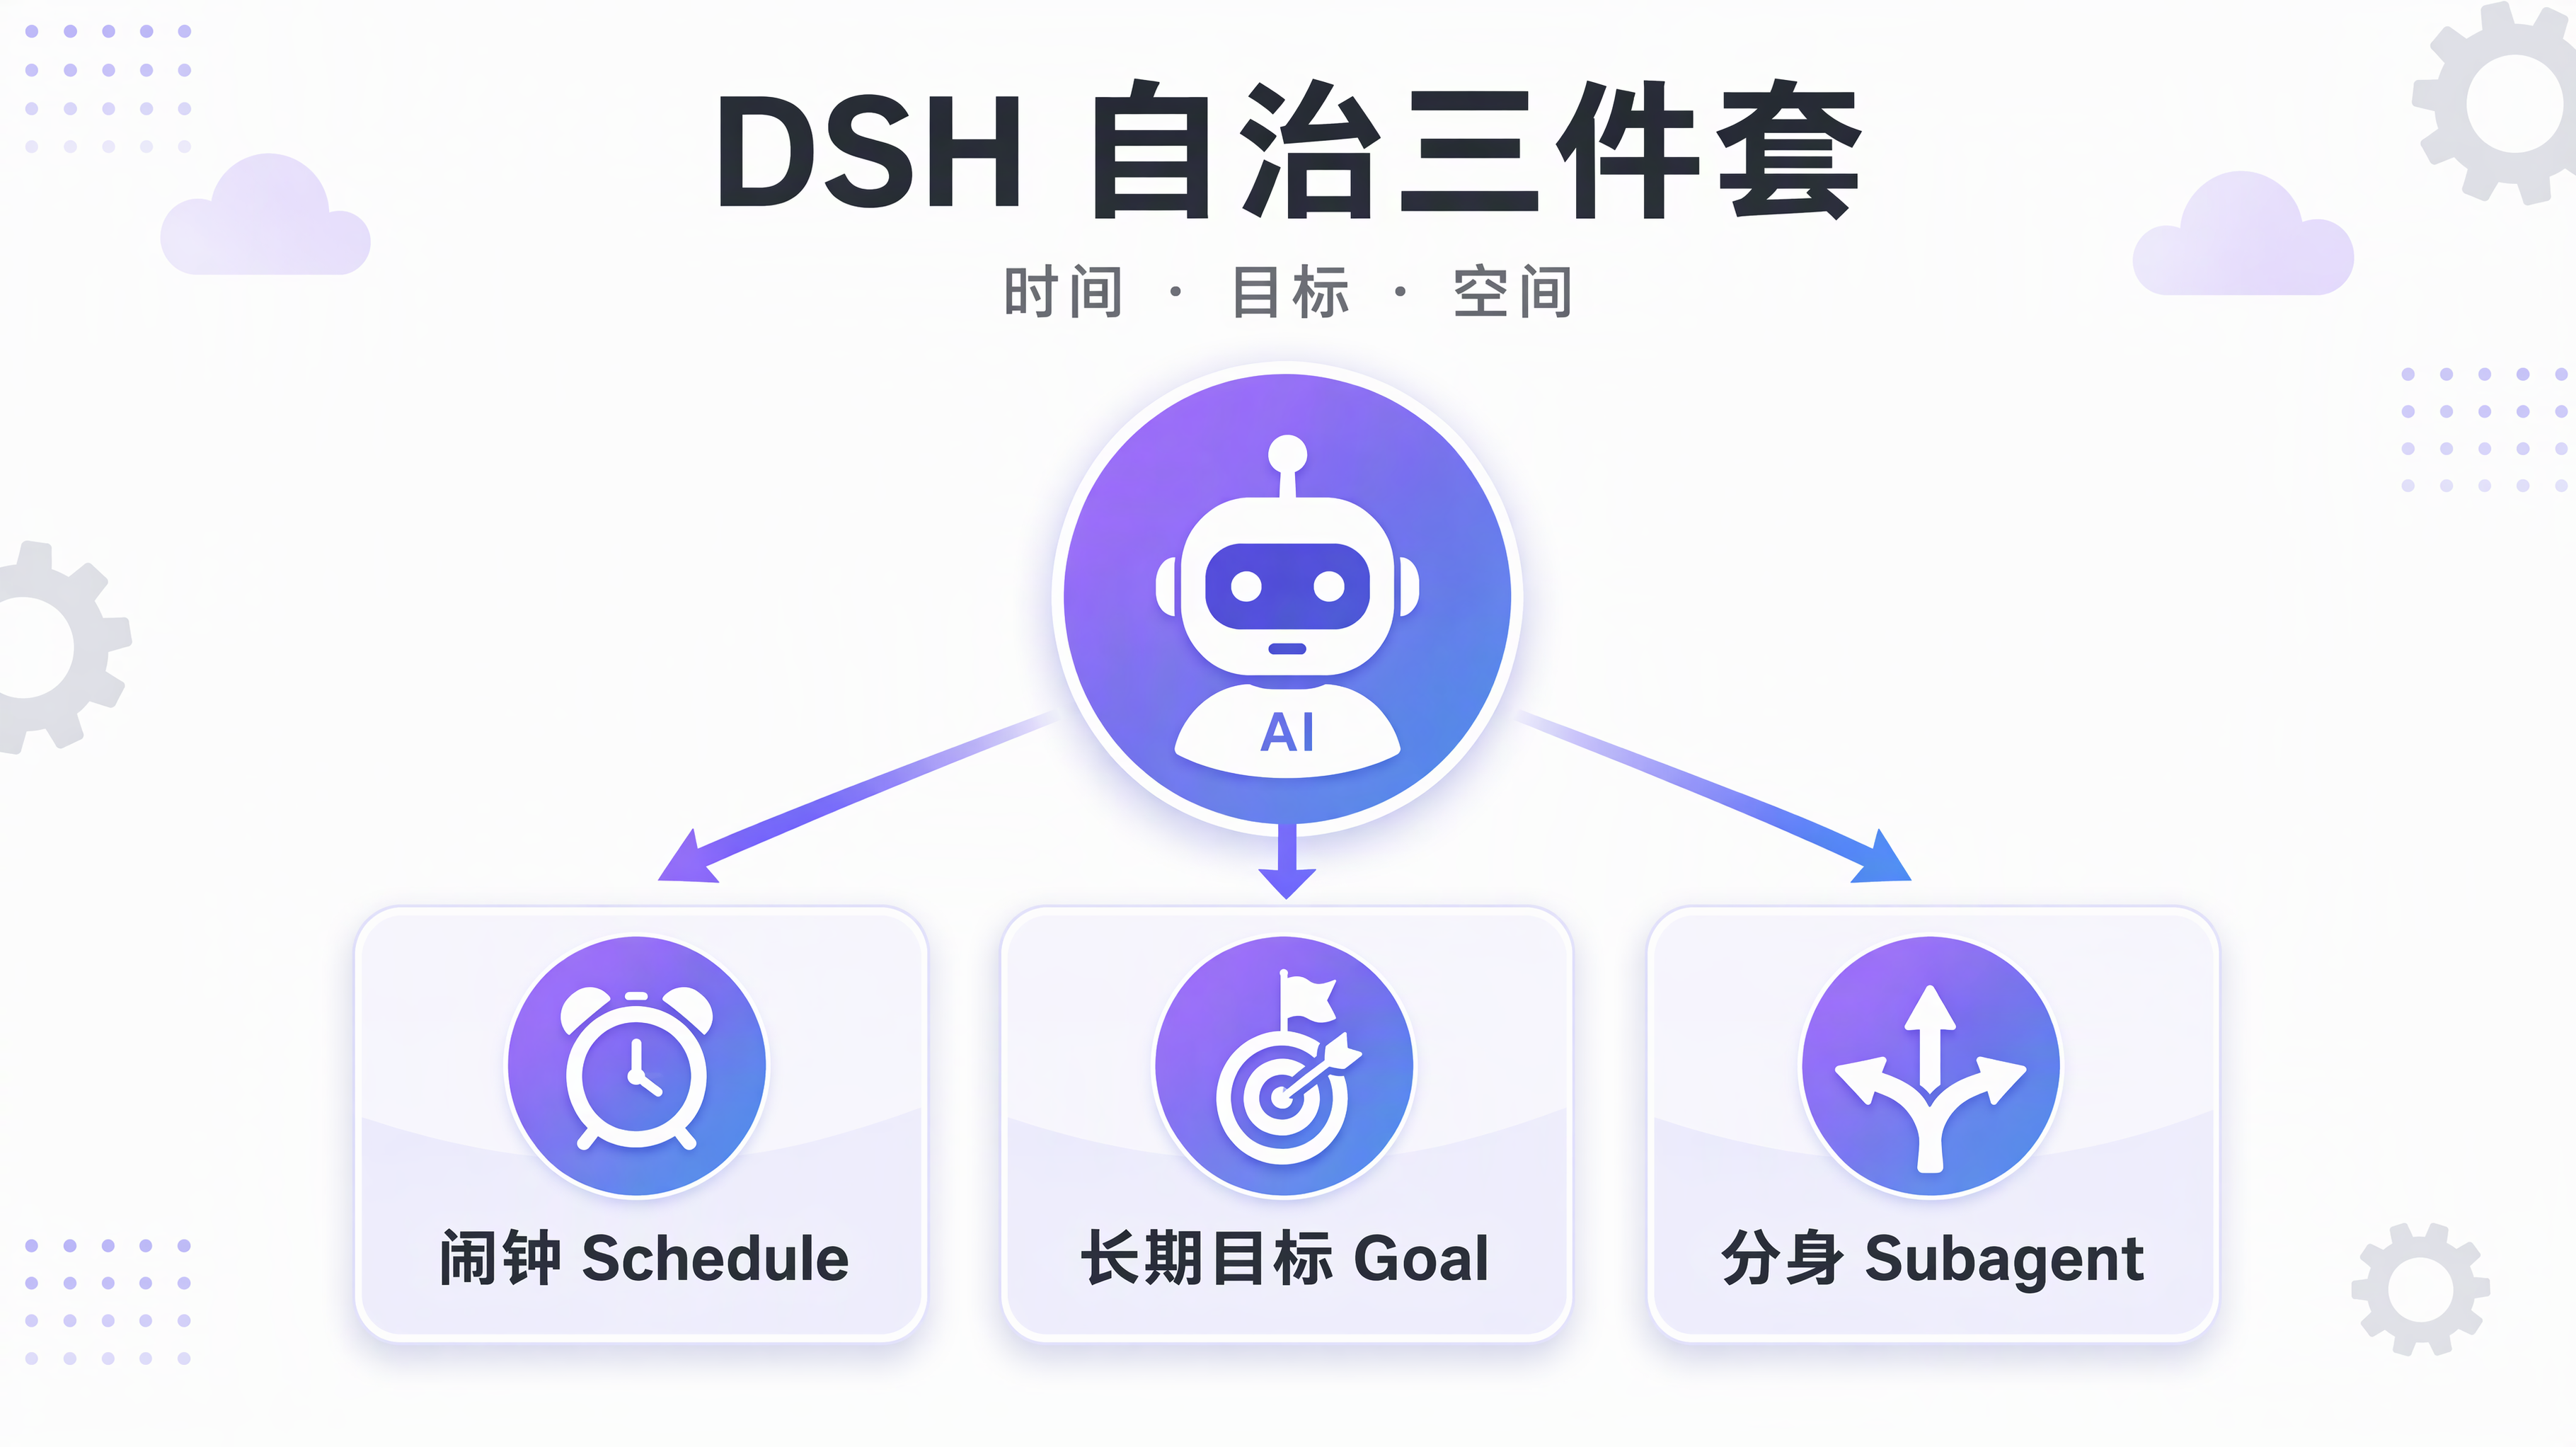 DSH 自治三件套
时间 · 目标 · 空间
AI
闹钟 Schedule
长期目标 Goal
分身 Subagent